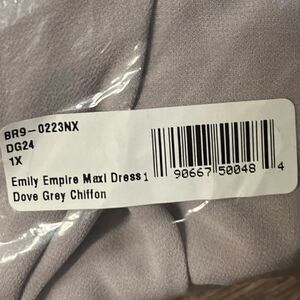 BR9-0223NX
DG24
1X
Emily Empire Maxi Dress
Dove Grey Chiffon
1 90667 50048 4